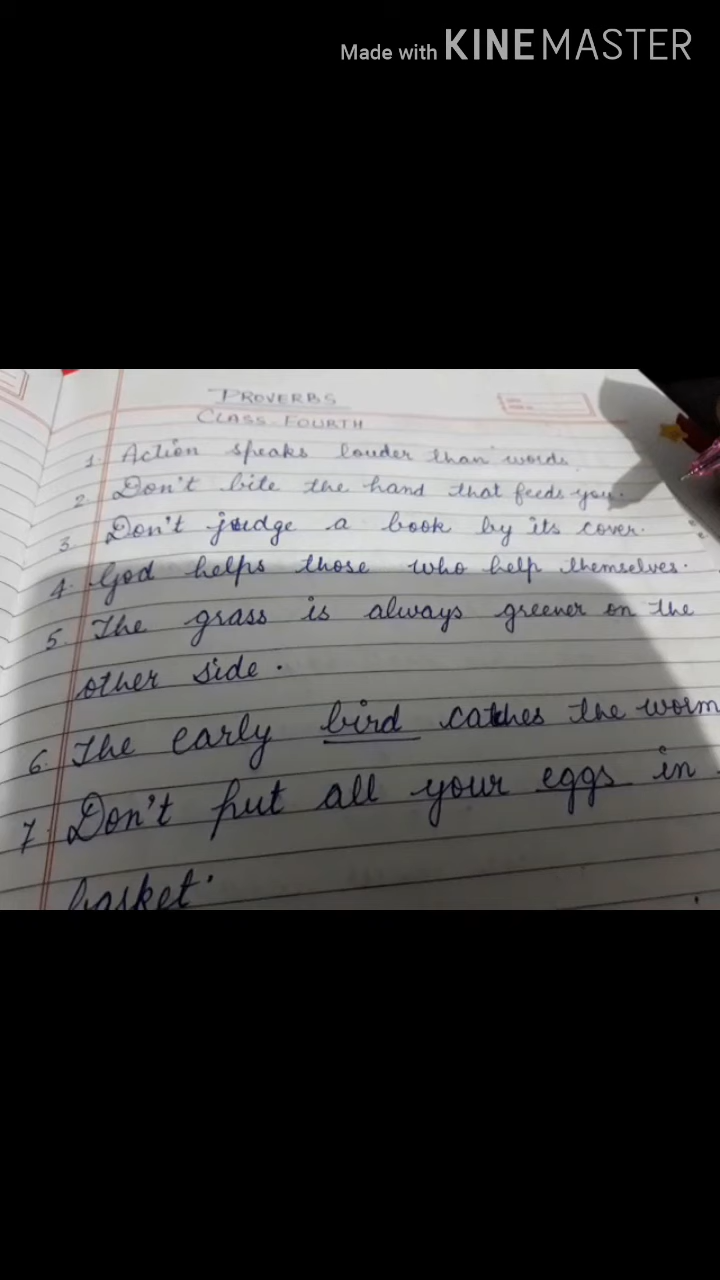 Made with KINEMASTER
PROVERBS
CLASS-FOURTH
1. Action speaks louder than words.
2. Don't bite the hand that feeds you.
3. Don't judge a book by its cover.
4. God helps those who help themselves.
5. The grass is always greener on the
other side.
6. The early bird catches the worm
7. Don't put all your eggs in
basket.